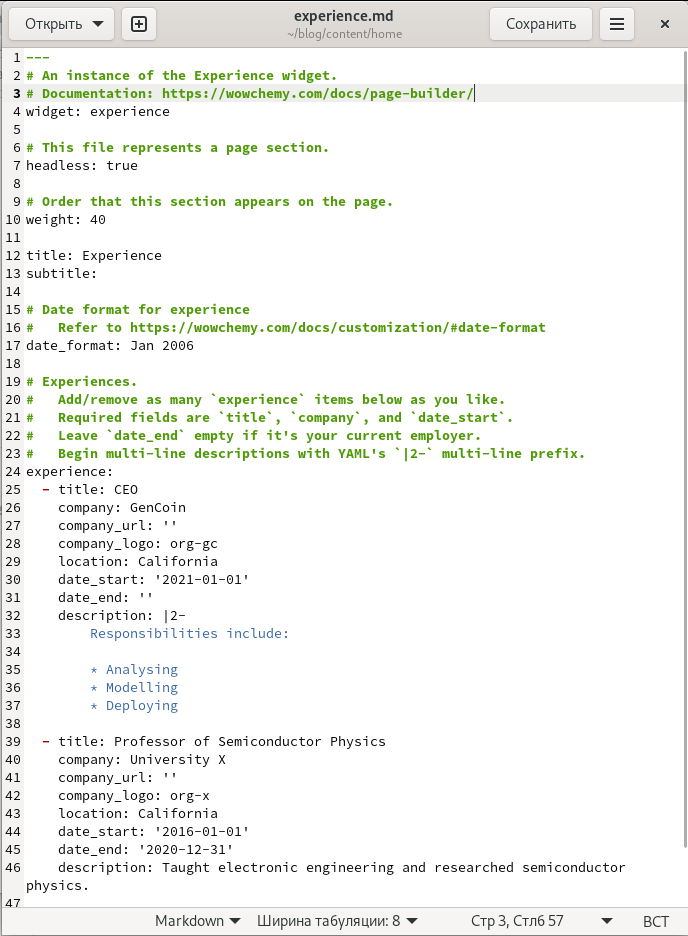 Открыть
experience.md
~/blog/content/home
Сохранить
1 ---
2 # An instance of the Experience widget.
3 # Documentation: https://wowchemy.com/docs/page-builder/
4 widget: experience
5
6 # This file represents a page section.
7 headless: true
8
9 # Order that this section appears on the page.
10 weight: 40
11
12 title: Experience
13 subtitle:
14
15 # Date format for experience
16 #   Refer to https://wowchemy.com/docs/customization/#date-format
17 date_format: Jan 2006
18
19 # Experiences.
20 #   Add/remove as many `experience` items below as you like.
21 #   Required fields are `title`, `company`, and `date_start`.
22 #   Leave `date_end` empty if it's your current employer.
23 #   Begin multi-line descriptions with YAML's `|2-` multi-line prefix.
24 experience:
25   - title: CEO
26     company: GenCoin
27     company_url: ''
28     company_logo: org-gc
29     location: California
30     date_start: '2021-01-01'
31     date_end: ''
32     description: |2-
33         Responsibilities include:
34
35         * Analysing
36         * Modelling
37         * Deploying
38
39   - title: Professor of Semiconductor Physics
40     company: University X
41     company_url: ''
42     company_logo: org-x
43     location: California
44     date_start: '2016-01-01'
45     date_end: '2020-12-31'
46     description: Taught electronic engineering and researched semiconductor
physics.
47
Markdown
Ширина табуляции: 8
Стр 3, Стлб 57
ВСТ